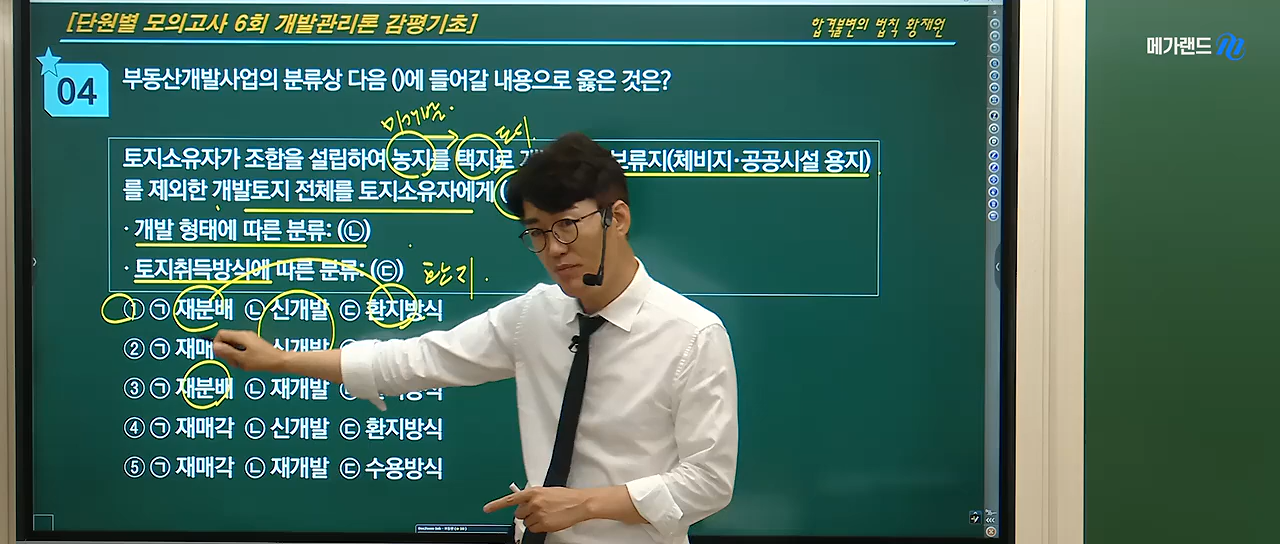 [단원별 모의고사 6회 개발관리론 감평기초]
합격불변의 법칙 황재원
메가랜드
04
부동산개발사업의 분류상 다음 ()에 들어갈 내용으로 옳은 것은?
미개발
도시
토지소유자가 조합을 설립하여 농지를 택지로 보류지(체비지·공공시설 용지)
를 제외한 개발토지 전체를 토지소유자에게 (
· 개발 형태에 따른 분류: (㉡)
· 토지취득방식에 따른 분류: (㉢) 환지.
① ㉠ 재분배 ㉡ 신개발 ㉢ 환지방식
② ㉠ 신개발
③ ㉠ 재분배 ㉡ 재개발
④ ㉠ 재매각 ㉡ 신개발 ㉢ 환지방식
⑤ ㉠ 재매각 ㉡ 재개발 ㉢ 수용방식